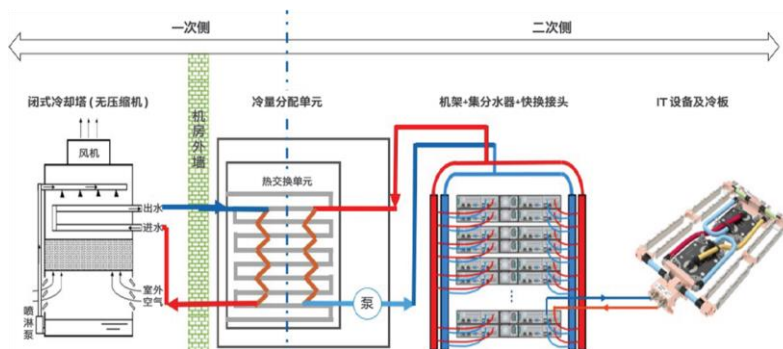 一次侧
二次侧
闭式冷却塔(无压缩机)
机房外墙
冷量分配单元
机架+集分水器+快换接头
IT 设备及冷板
风机
热交换单元
出水
进水
室外
空气
喷淋泵
泵